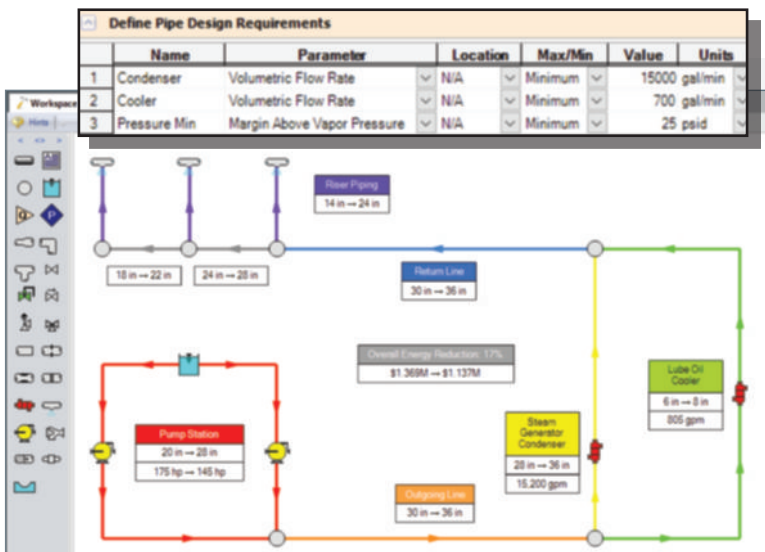 Define Pipe Design Requirements
Name Parameter Location Max/Min Value Units
1 Condenser Volumetric Flow Rate N/A Minimum 15000 gal/min
2 Cooler Volumetric Flow Rate N/A Minimum 700 gal/min
3 Pressure Min Margin Above Vapor Pressure N/A Minimum 25 psid
Workspace
Hints
Riser Piping
14 in → 24 in
18 in → 22 in
24 in → 28 in
Return Line
30 in → 36 in
Overall Energy Reduction: 17%
$1.369M → $1.137M
Lube Oil
Cooler
6 in → 8 in
805 gpm
Pump Station
20 in → 28 in
175 hp → 145 hp
Steam
Generator
Condenser
28 in → 36 in
15,200 gpm
Outgoing Line
30 in → 36 in